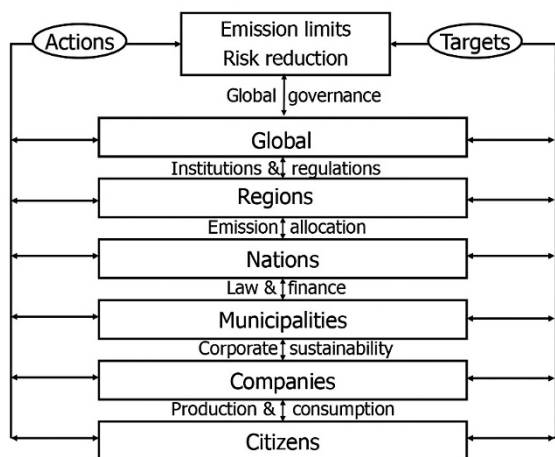 Actions
Emission limits
Risk reduction
Targets
Global governance
Global
Institutions & regulations
Regions
Emission allocation
Nations
Law & finance
Municipalities
Corporate sustainability
Companies
Production & consumption
Citizens